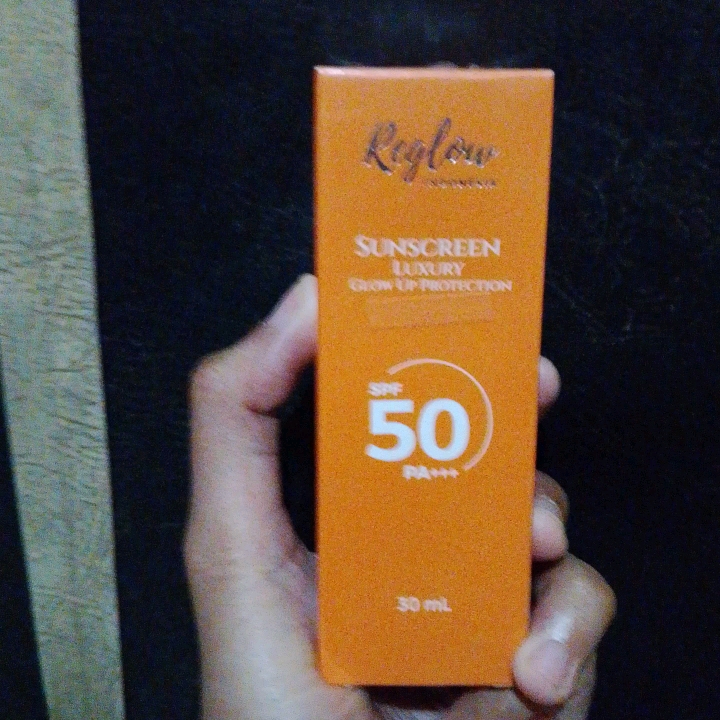 Reglow
SUNSCREEN
LUXURY
GLOW UP PROTECTION
SPF
50
PA+++
30 mL